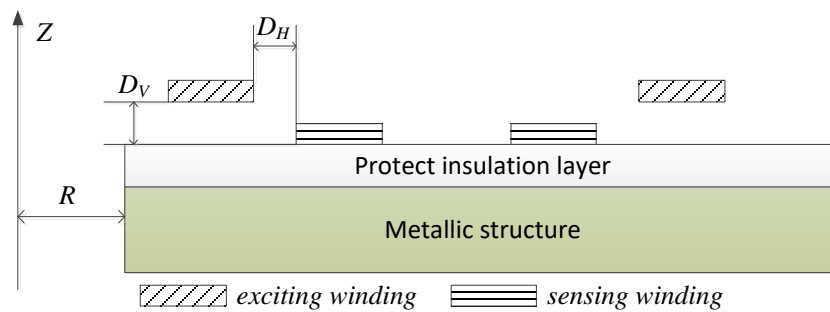 Z
D_H
D_V
Protect insulation layer
R
Metallic structure
exciting winding
sensing winding